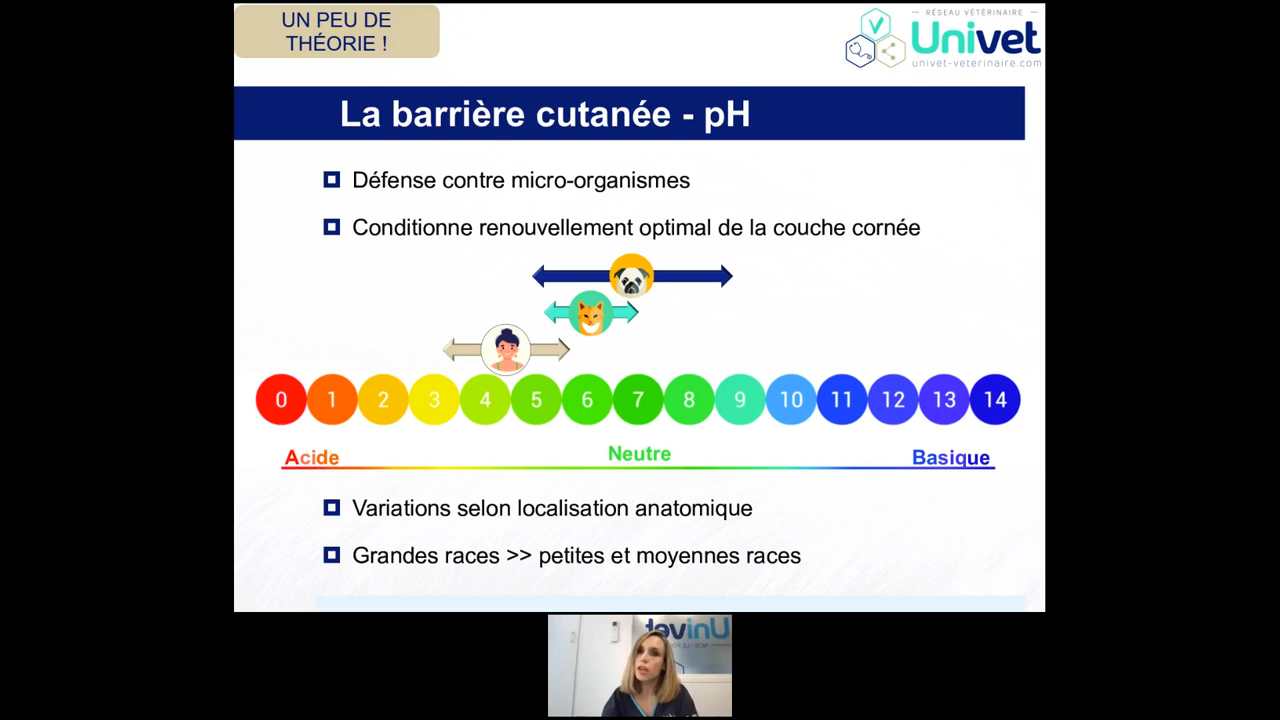 UN PEU DE
THÉORIE !
RÉSEAU VÉTÉRINAIRE
Univet
univet-veterinaire.com
La barrière cutanée - pH
Défense contre micro-organismes
Conditionne renouvellement optimal de la couche cornée
0 1 2 3 4 5 6 7 8 9 10 11 12 13 14
Acide Neutre Basique
Variations selon localisation anatomique
Grandes races >> petites et moyennes races
Univet